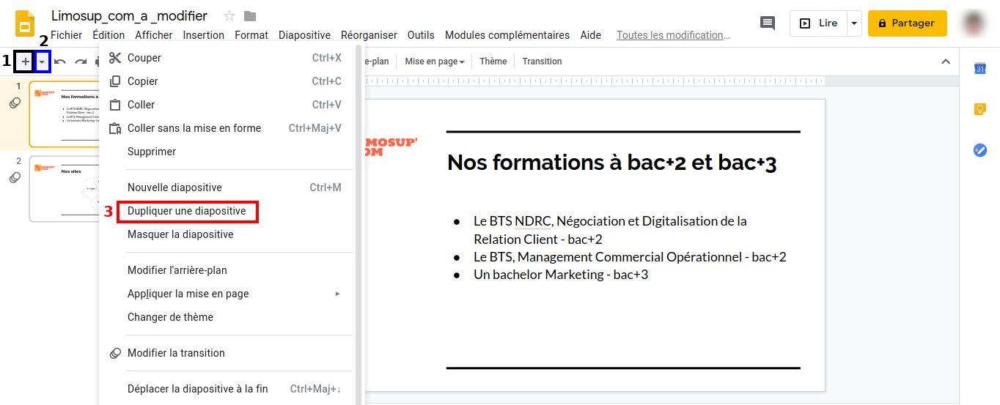 Limosup_com_a _modifier
Fichier Édition Afficher Insertion Format Diapositive Réorganiser Outils Modules complémentaires Aide Toutes les modification…
Lire
Partager
1
2
e-plan
Mise en page
Thème
Transition
1
Nos formations à
2
Nos sites
Couper Ctrl+X
Copier Ctrl+C
Coller Ctrl+V
Coller sans la mise en forme Ctrl+Maj+V
Supprimer
Nouvelle diapositive Ctrl+M
3 Dupliquer une diapositive
Masquer la diapositive
Modifier l'arrière-plan
Appliquer la mise en page
Changer de thème
Modifier la transition
Déplacer la diapositive à la fin Ctrl+Maj+↓
MOSUP'
OM
Nos formations à bac+2 et bac+3
● Le BTS NDRC, Négociation et Digitalisation de la
Relation Client - bac+2
● Le BTS, Management Commercial Opérationnel - bac+2
● Un bachelor Marketing - bac+3
31